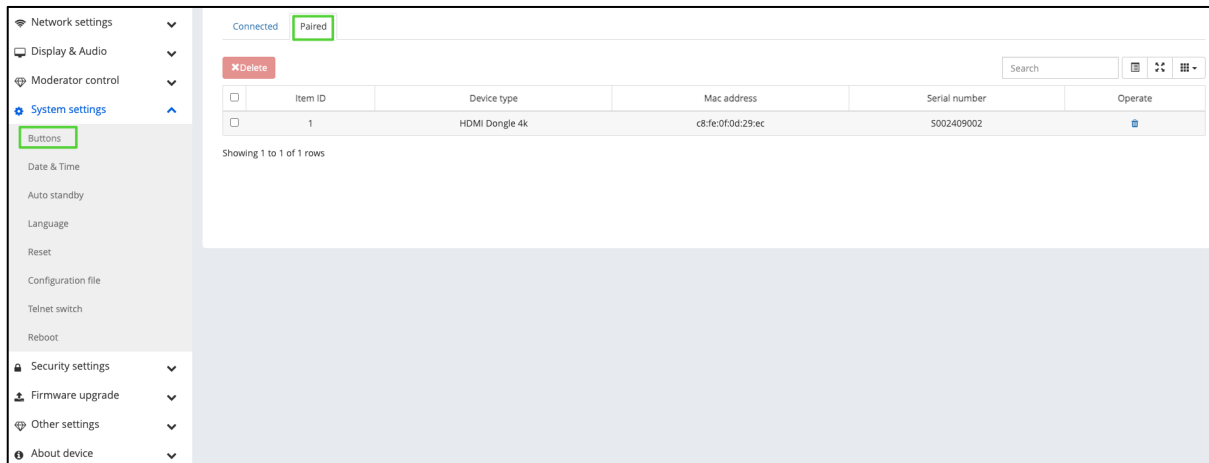 Network settings
Display & Audio
Moderator control
System settings
Buttons
Date & Time
Auto standby
Language
Reset
Configuration file
Telnet switch
Reboot
Security settings
Firmware upgrade
Other settings
About device
Connected Paired
Delete Search
Item ID Device type Mac address Serial number Operate
1 HDMI Dongle 4k c8:fe:0f:0d:29:ec S002409002
Showing 1 to 1 of 1 rows